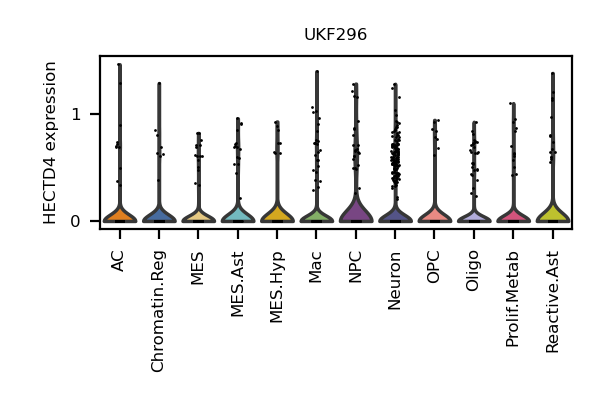 UKF296
HECTD4 expression
1
0
AC
Chromatin.Reg
MES
MES.Ast
MES.Hyp
Mac
NPC
Neuron
OPC
Oligo
Prolif.Metab
Reactive.Ast